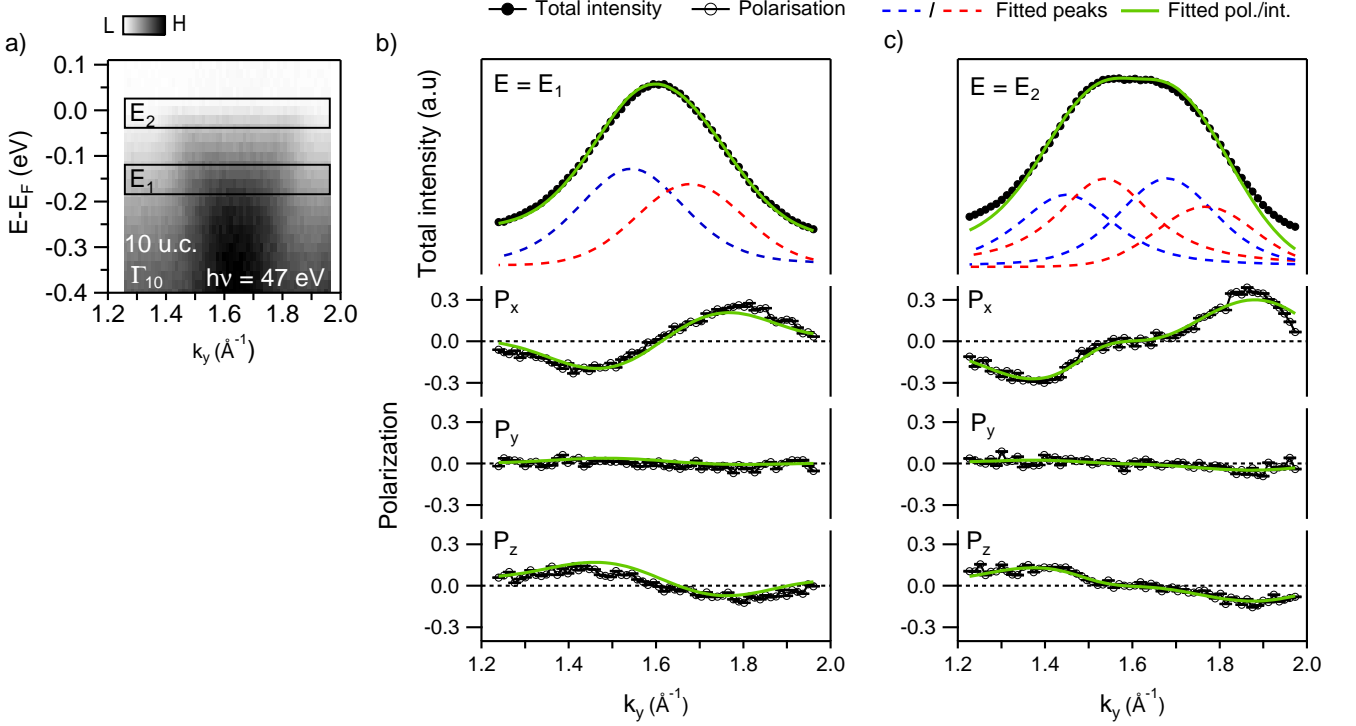 Total intensity
Polarisation
/
Fitted peaks
Fitted pol./int.
L
H
a)
0.1
0.0
-0.1
-0.2
-0.3
-0.4
E-E_F (eV)
E₂
E₁
10 u.c.
Γ₁₀
hν = 47 eV
1.2
1.4
1.6
1.8
2.0
k_y (Å⁻¹)
b)
Total intensity (a.u)
E = E₁
Polarization
P_x
0.3
0.0
-0.3
P_y
0.3
0.0
-0.3
P_z
0.3
0.0
-0.3
1.2
1.4
1.6
1.8
2.0
k_y (Å⁻¹)
c)
E = E₂
P_x
0.3
0.0
-0.3
P_y
0.3
0.0
-0.3
P_z
0.3
0.0
-0.3
1.2
1.4
1.6
1.8
2.0
k_y (Å⁻¹)